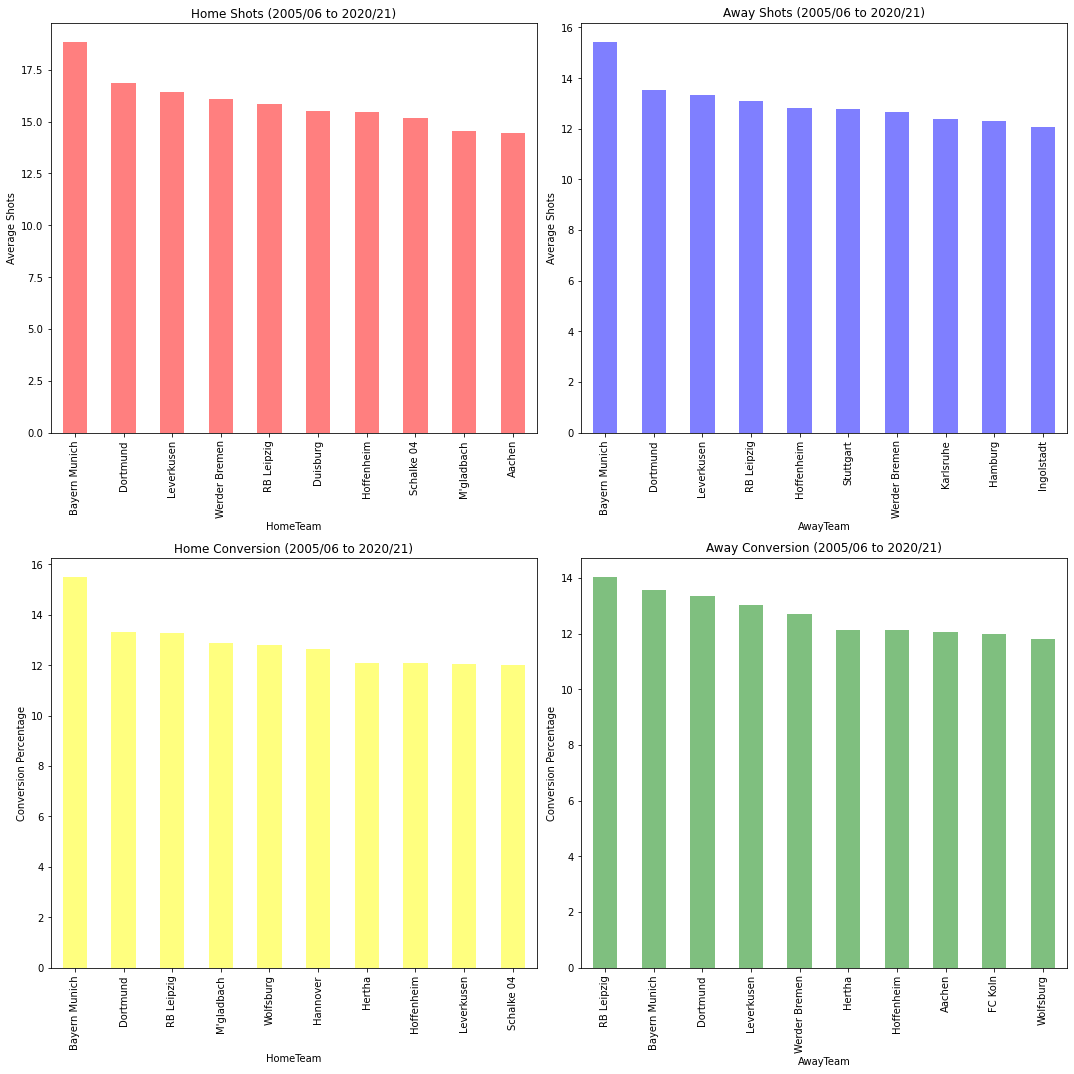 Home Shots (2005/06 to 2020/21)
Average Shots
17.5
15.0
12.5
10.0
7.5
5.0
2.5
0.0
Bayern Munich
Dortmund
Leverkusen
Werder Bremen
RB Leipzig
Duisburg
Hoffenheim
Schalke 04
M'gladbach
Aachen
HomeTeam
Away Shots (2005/06 to 2020/21)
Average Shots
16
14
12
10
8
6
4
2
0
Bayern Munich
Dortmund
Leverkusen
RB Leipzig
Hoffenheim
Stuttgart
Werder Bremen
Karlsruhe
Hamburg
Ingolstadt
AwayTeam
Home Conversion (2005/06 to 2020/21)
Conversion Percentage
16
14
12
10
8
6
4
2
0
Bayern Munich
Dortmund
RB Leipzig
M'gladbach
Wolfsburg
Hannover
Hertha
Hoffenheim
Leverkusen
Schalke 04
HomeTeam
Away Conversion (2005/06 to 2020/21)
Conversion Percentage
14
12
10
8
6
4
2
0
RB Leipzig
Bayern Munich
Dortmund
Leverkusen
Werder Bremen
Hertha
Hoffenheim
Aachen
FC Koln
Wolfsburg
AwayTeam